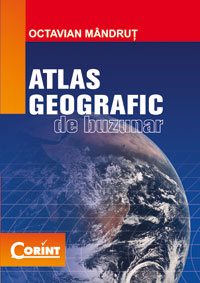 OCTAVIAN MÂNDRUȚ
ATLAS
GEOGRAFIC
de buzunar
CORINT